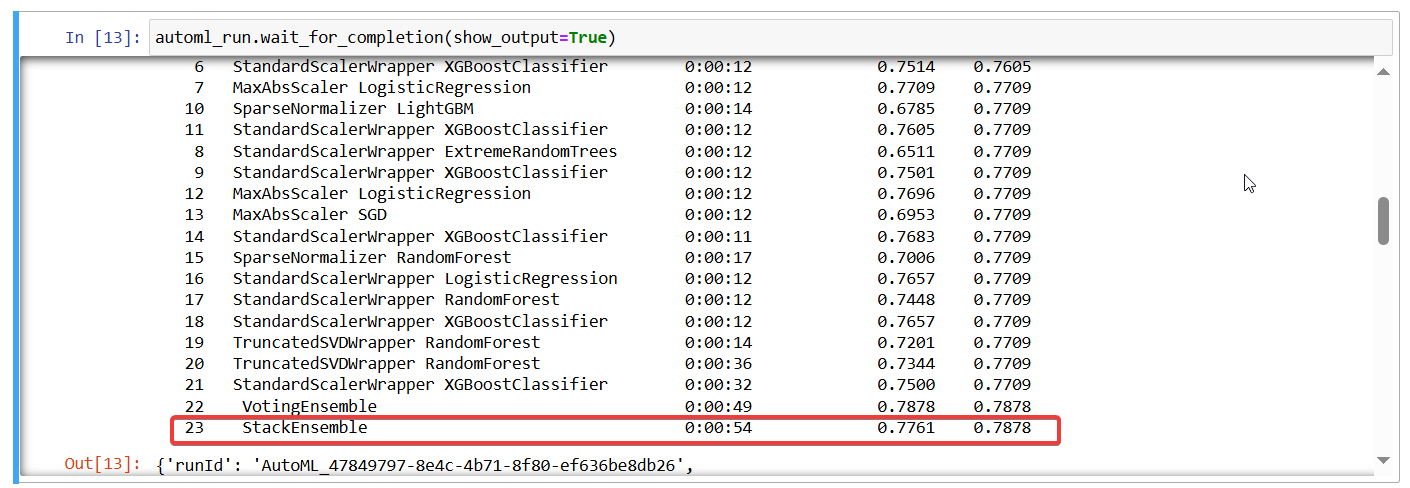 In [13]: automl_run.wait_for_completion(show_output=True)
6 StandardScalerWrapper XGBoostClassifier 0:00:12 0.7514 0.7605
7 MaxAbsScaler LogisticRegression 0:00:12 0.7709 0.7709
10 SparseNormalizer LightGBM 0:00:14 0.6785 0.7709
11 StandardScalerWrapper XGBoostClassifier 0:00:12 0.7605 0.7709
8 StandardScalerWrapper ExtremeRandomTrees 0:00:12 0.6511 0.7709
9 StandardScalerWrapper XGBoostClassifier 0:00:12 0.7501 0.7709
12 MaxAbsScaler LogisticRegression 0:00:12 0.7696 0.7709
13 MaxAbsScaler SGD 0:00:12 0.6953 0.7709
14 StandardScalerWrapper XGBoostClassifier 0:00:11 0.7683 0.7709
15 SparseNormalizer RandomForest 0:00:17 0.7006 0.7709
16 StandardScalerWrapper LogisticRegression 0:00:12 0.7657 0.7709
17 StandardScalerWrapper RandomForest 0:00:12 0.7448 0.7709
18 StandardScalerWrapper XGBoostClassifier 0:00:12 0.7657 0.7709
19 TruncatedSVDWrapper RandomForest 0:00:14 0.7201 0.7709
20 TruncatedSVDWrapper RandomForest 0:00:36 0.7344 0.7709
21 StandardScalerWrapper XGBoostClassifier 0:00:32 0.7500 0.7709
22 VotingEnsemble 0:00:49 0.7878 0.7878
23 StackEnsemble 0:00:54 0.7761 0.7878
Out[13]: {'runId': 'AutoML_47849797-8e4c-4b71-8f80-ef636be8db26',